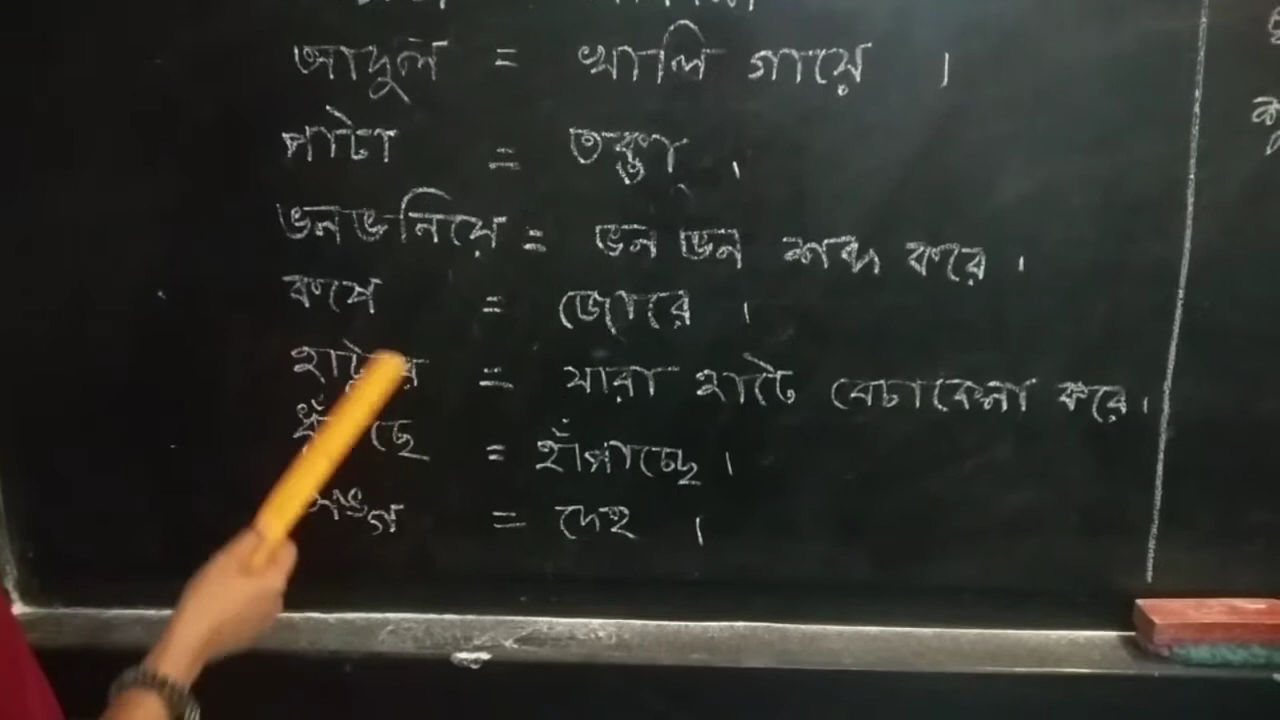 আদুল = খালি গায়ে ।
পাটা = তক্তা ।
ভনভনিয়ে = ভন ভন শব্দ করে ।
কষে = জোরে ।
= যারা হাটে বেচাকেনা করে ।
= হাঁপাচ্ছে ।
= দেহ ।